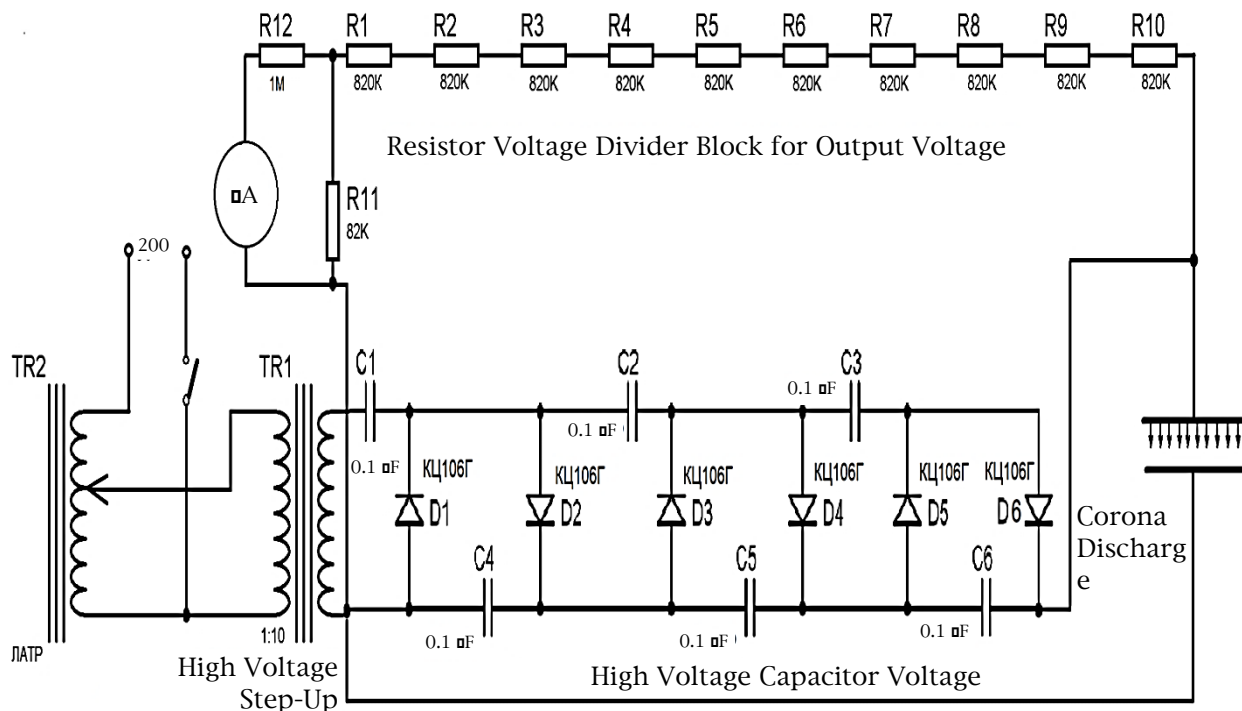 R12 R1 R2 R3 R4 R5 R6 R7 R8 R9 R10
1M 820K 820K 820K 820K 820K 820K 820K 820K 820K 820K
Resistor Voltage Divider Block for Output Voltage
□A
R11
82K
200
TR2
TR1
C1
C2
C3
0.1 □F
0.1 □F
0.1 □F
КЦ106Г КЦ106Г КЦ106Г КЦ106Г КЦ106Г КЦ106Г
D1 D2 D3 D4 D5 D6
Corona
Discharg
e
C4
C5
C6
0.1 □F
0.1 □F
0.1 □F
1:10
ЛАТР
High Voltage
Step-Up
High Voltage Capacitor Voltage